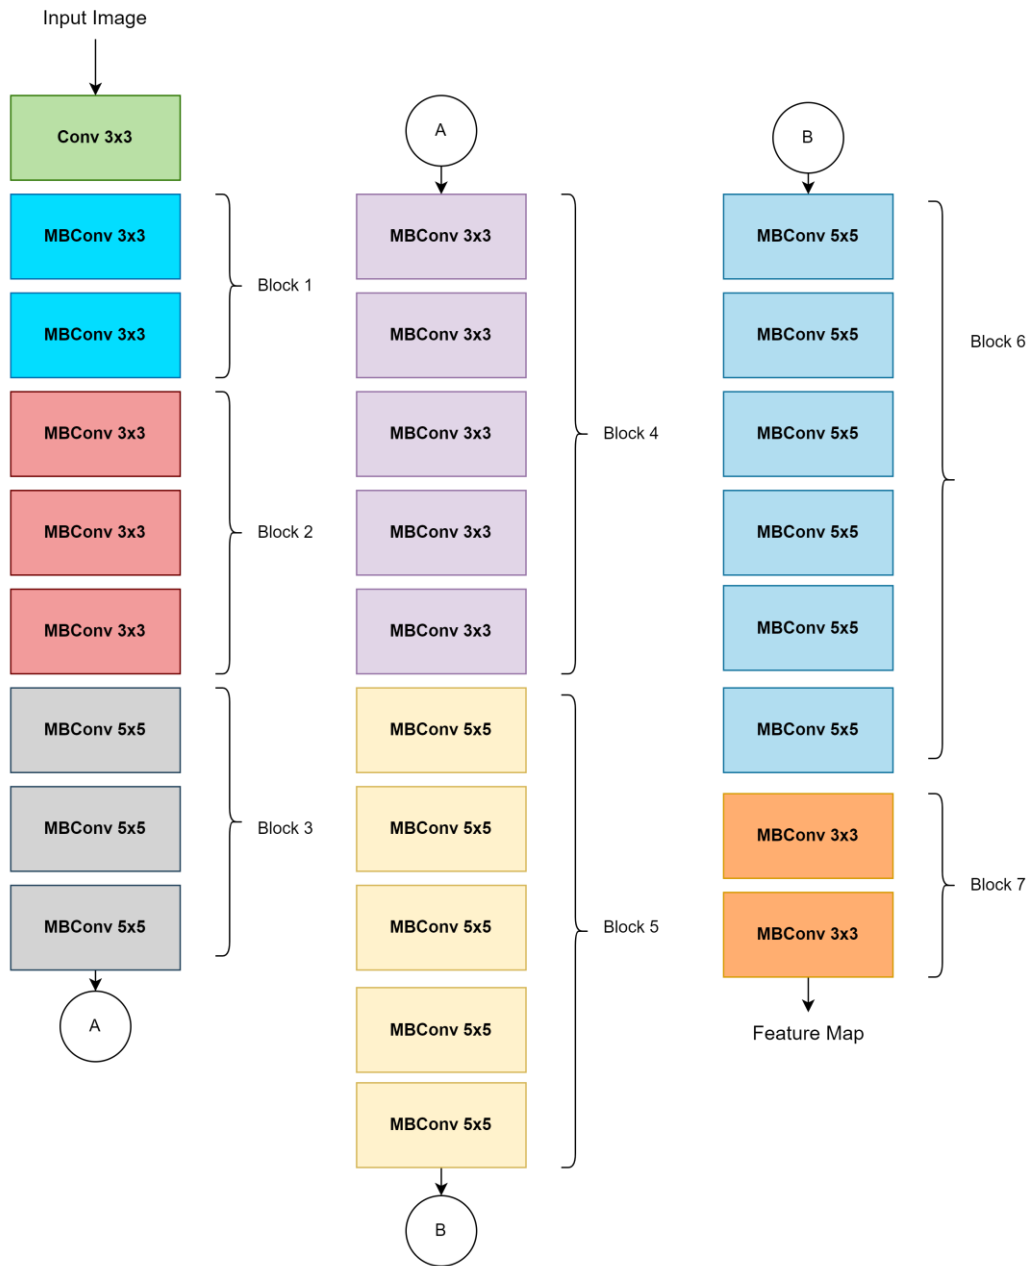 Input Image
Conv 3x3
MBConv 3x3
MBConv 3x3
Block 1
MBConv 3x3
MBConv 3x3
MBConv 3x3
Block 2
MBConv 5x5
MBConv 5x5
MBConv 5x5
Block 3
A
A
MBConv 3x3
MBConv 3x3
MBConv 3x3
MBConv 3x3
MBConv 3x3
Block 4
MBConv 5x5
MBConv 5x5
MBConv 5x5
MBConv 5x5
MBConv 5x5
Block 5
B
B
MBConv 5x5
MBConv 5x5
MBConv 5x5
MBConv 5x5
MBConv 5x5
MBConv 5x5
Block 6
MBConv 3x3
MBConv 3x3
Block 7
Feature Map